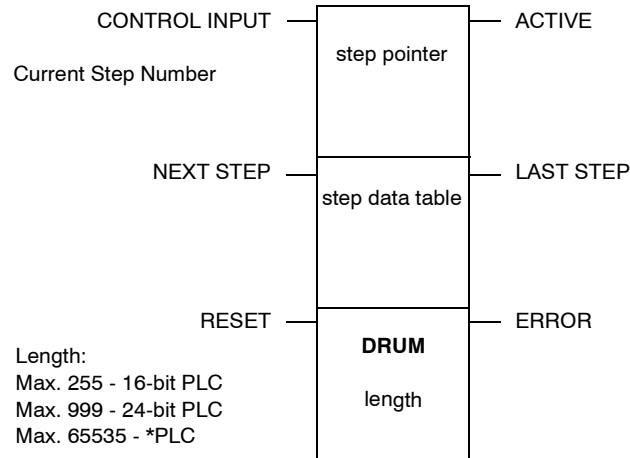 CONTROL INPUT
ACTIVE
step pointer
Current Step Number
NEXT STEP
LAST STEP
step data table
RESET
ERROR
DRUM
length
Length:
Max. 255 - 16-bit PLC
Max. 999 - 24-bit PLC
Max. 65535 - *PLC